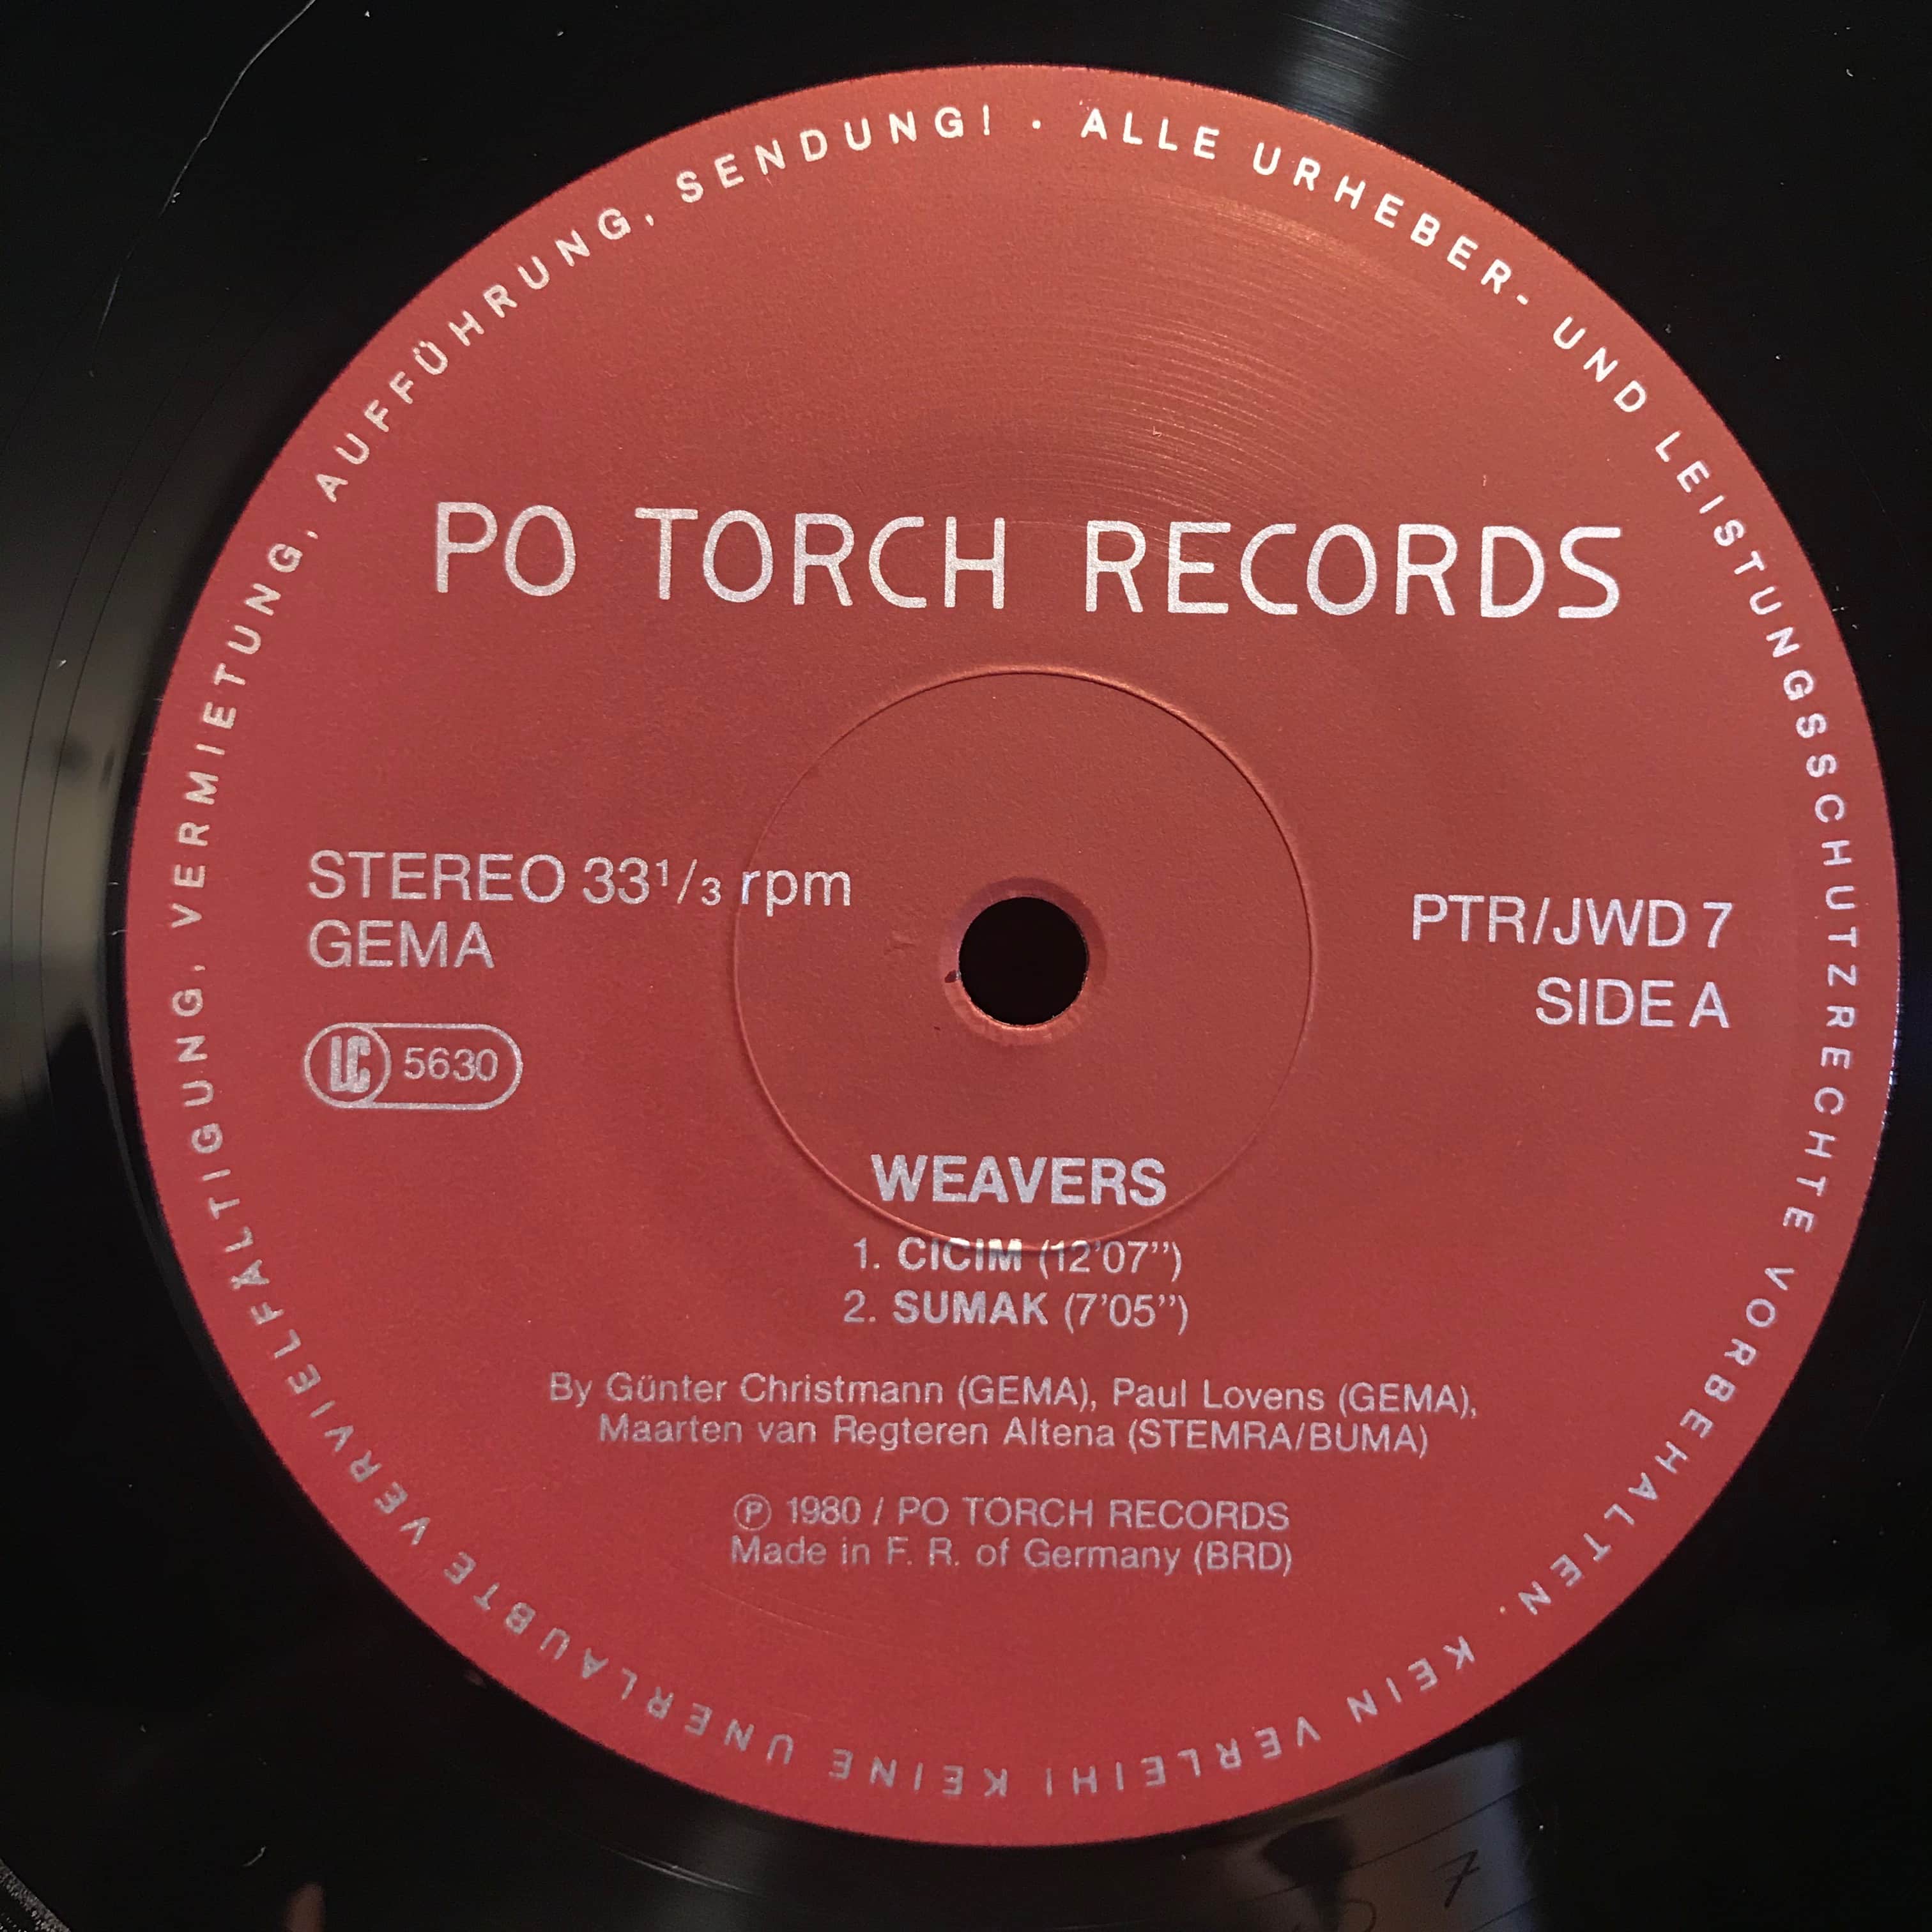 ALLE URHEBER- UND LEISTUNGSSCHUTZRECHTE VORBEHALTEN. KEIN VERLEIH! KEINE UNERLAUBTE VERVIELFÄLTIGUNG, VERMIETUNG, AUFFÜHRUNG, SENDUNG! ·
PO TORCH RECORDS
STEREO 33 1/3 rpm
GEMA
LC 5630
PTR/JWD 7
SIDE A
WEAVERS
1. CICIM (12'07")
2. SUMAK (7'05")
By Günter Christmann (GEMA), Paul Lovens (GEMA),
Maarten van Regteren Altena (STEMRA/BUMA)
Ⓟ 1980 / PO TORCH RECORDS
Made in F. R. of Germany (BRD)
7